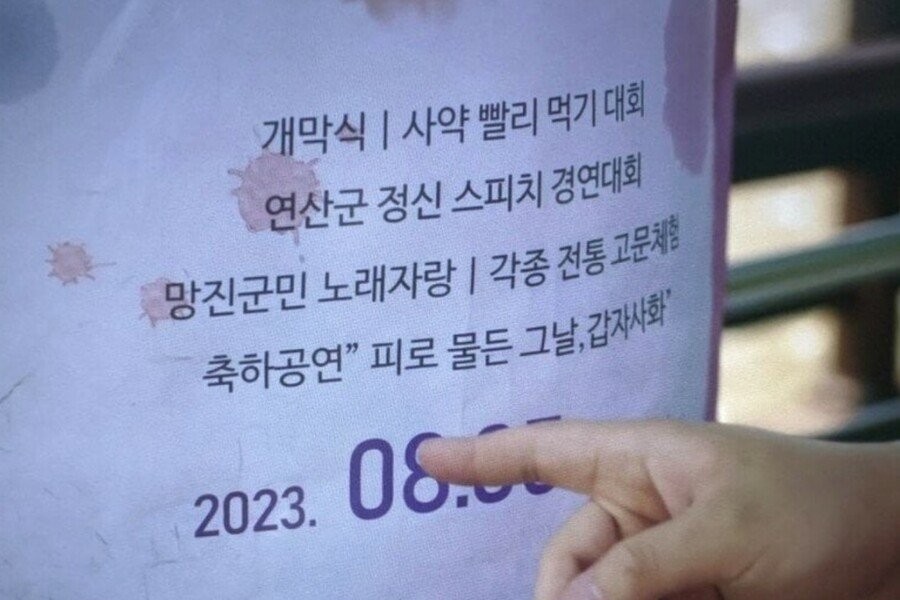 개막식 | 사약 빨리 먹기 대회
연산군 정신 스피치 경연대회
망진군민 노래자랑 | 각종 전통 고문체험
축하공연” 피로 물든 그날, 갑자사화”
2023. 08.05